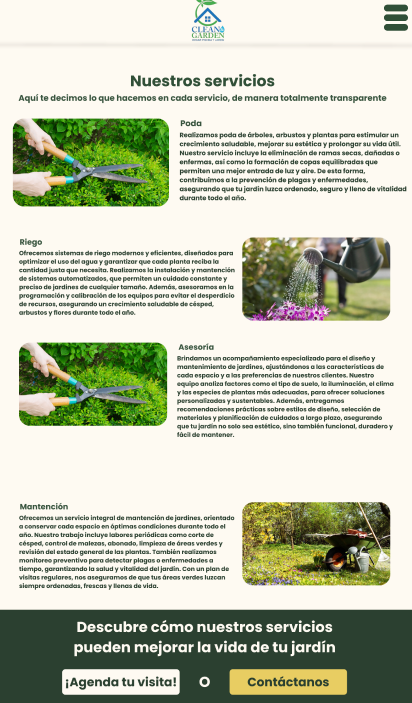 CLEAN
GARDEN
Nuestros servicios
Aquí te decimos lo que hacemos en cada servicio, de manera totalmente transparente
Poda
Realizamos poda de árboles, arbustos y plantas para estimular un
crecimiento saludable, mejorar su estética y prolongar su vida útil.
Nuestro servicio incluye la eliminación de ramas secas, dañadas o
enfermas, así como la formación de copas equilibradas que
permiten una mejor entrada de luz y aire. De esta forma,
contribuimos a la prevención de plagas y enfermedades,
asegurando que tu jardín luzca ordenado, seguro y lleno de vitalidad
durante todo el año.
Riego
Ofrecemos sistemas de riego modernos y eficientes, diseñados para
optimizar el uso del agua y garantizar que cada planta reciba la
cantidad justa que necesita. Realizamos la instalación y mantención
de sistemas automatizados, que permiten un cuidado constante y
preciso de jardines de cualquier tamaño. Además, asesoramos en la
programación y calibración de los equipos para evitar el desperdicio
de recursos, asegurando un crecimiento saludable de césped,
arbustos y flores durante todo el año.
Asesoría
Brindamos un acompañamiento especializado para el diseño y
mantenimiento de jardines, ajustándonos a las características de
cada espacio y a las preferencias de nuestros clientes. Nuestro
equipo analiza factores como el tipo de suelo, la iluminación, el clima
y las especies de plantas más adecuadas, para ofrecer soluciones
personalizadas y sustentables. Además, entregamos
recomendaciones prácticas sobre estilos de diseño, selección de
materiales y planificación de cuidados a largo plazo, asegurando
que tu jardín no solo sea estético, sino también funcional, duradero y
fácil de mantener.
Mantención
Ofrecemos un servicio integral de mantención de jardines, orientado
a conservar cada espacio en óptimas condiciones durante todo el
año. Nuestro trabajo incluye labores periódicas como corte de
césped, control de malezas, abonado, limpieza de áreas verdes y
revisión del estado general de las plantas. También realizamos
monitoreo preventivo para detectar plagas o enfermedades a
tiempo, garantizando la salud y vitalidad del jardín. Con un plan de
visitas regulares, nos aseguramos de que tus áreas verdes luzcan
siempre ordenadas, frescas y llenas de vida.
Descubre cómo nuestros servicios
pueden mejorar la vida de tu jardín
¡Agenda tu visita! O Contáctanos